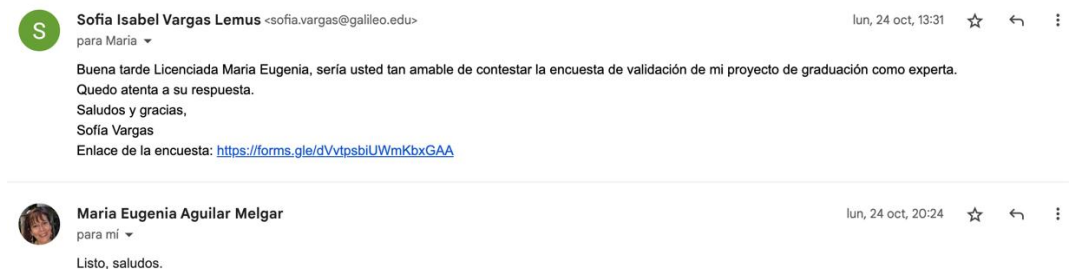 S
Sofia Isabel Vargas Lemus <sofia.vargas@galileo.edu> lun, 24 oct, 13:31
para Maria
Buena tarde Licenciada Maria Eugenia, sería usted tan amable de contestar la encuesta de validación de mi proyecto de graduación como experta.
Quedo atenta a su respuesta.
Saludos y gracias,
Sofía Vargas
Enlace de la encuesta: https://forms.gle/dVvtpsbiUWmKbxGAA
Maria Eugenia Aguilar Melgar lun, 24 oct, 20:24
para mí
Listo, saludos.